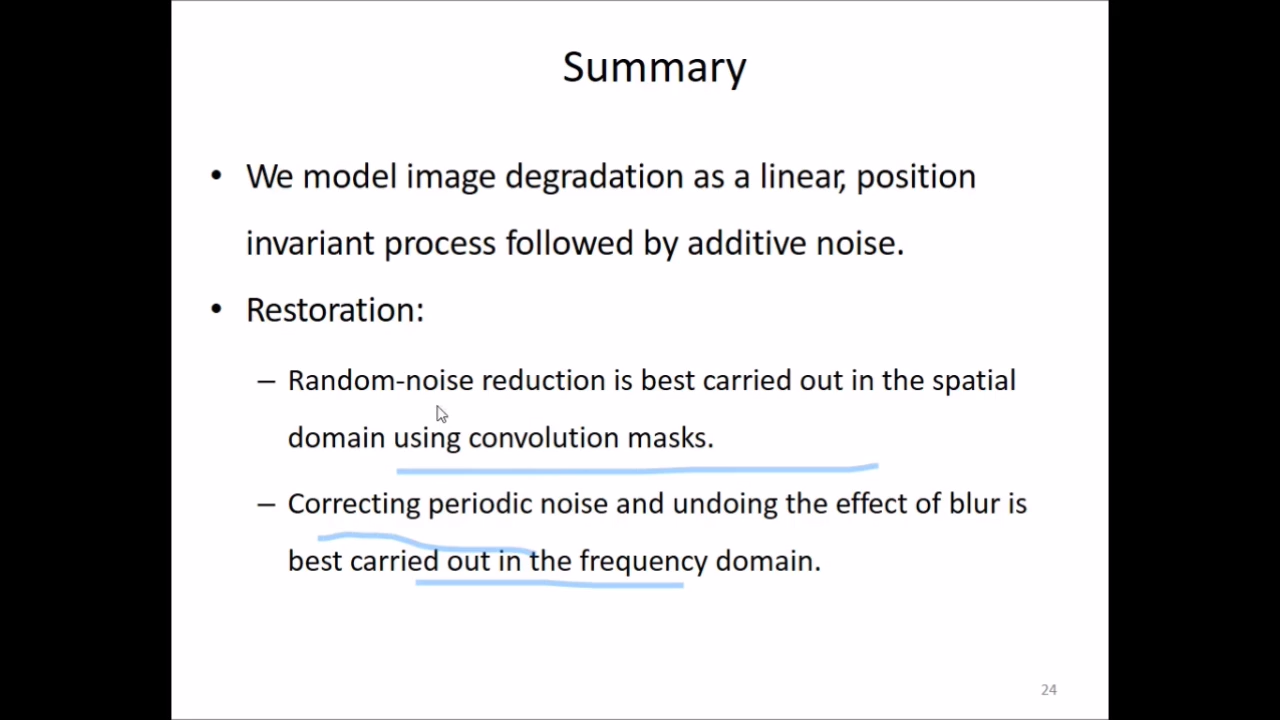 Summary
• We model image degradation as a linear, position
invariant process followed by additive noise.
• Restoration:
– Random-noise reduction is best carried out in the spatial
domain using convolution masks.
– Correcting periodic noise and undoing the effect of blur is
best carried out in the frequency domain.
24